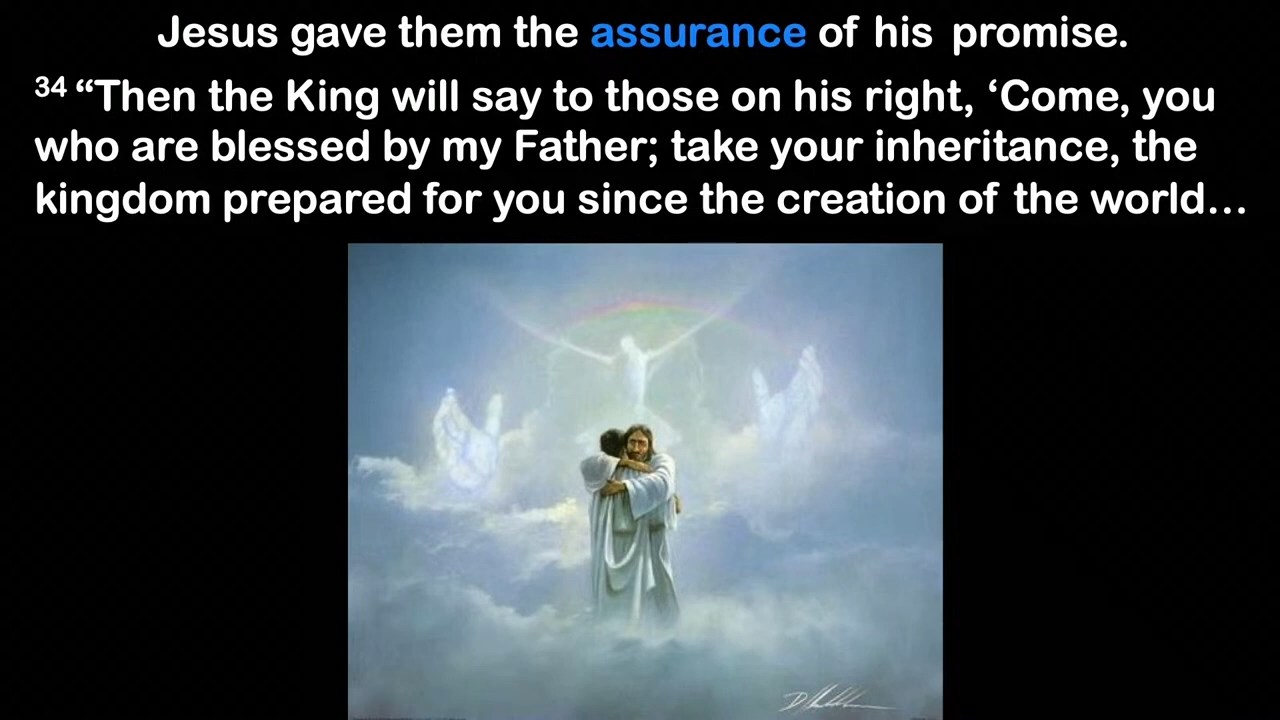 Jesus gave them the assurance of his promise.
34 “Then the King will say to those on his right, ‘Come, you
who are blessed by my Father; take your inheritance, the
kingdom prepared for you since the creation of the world…